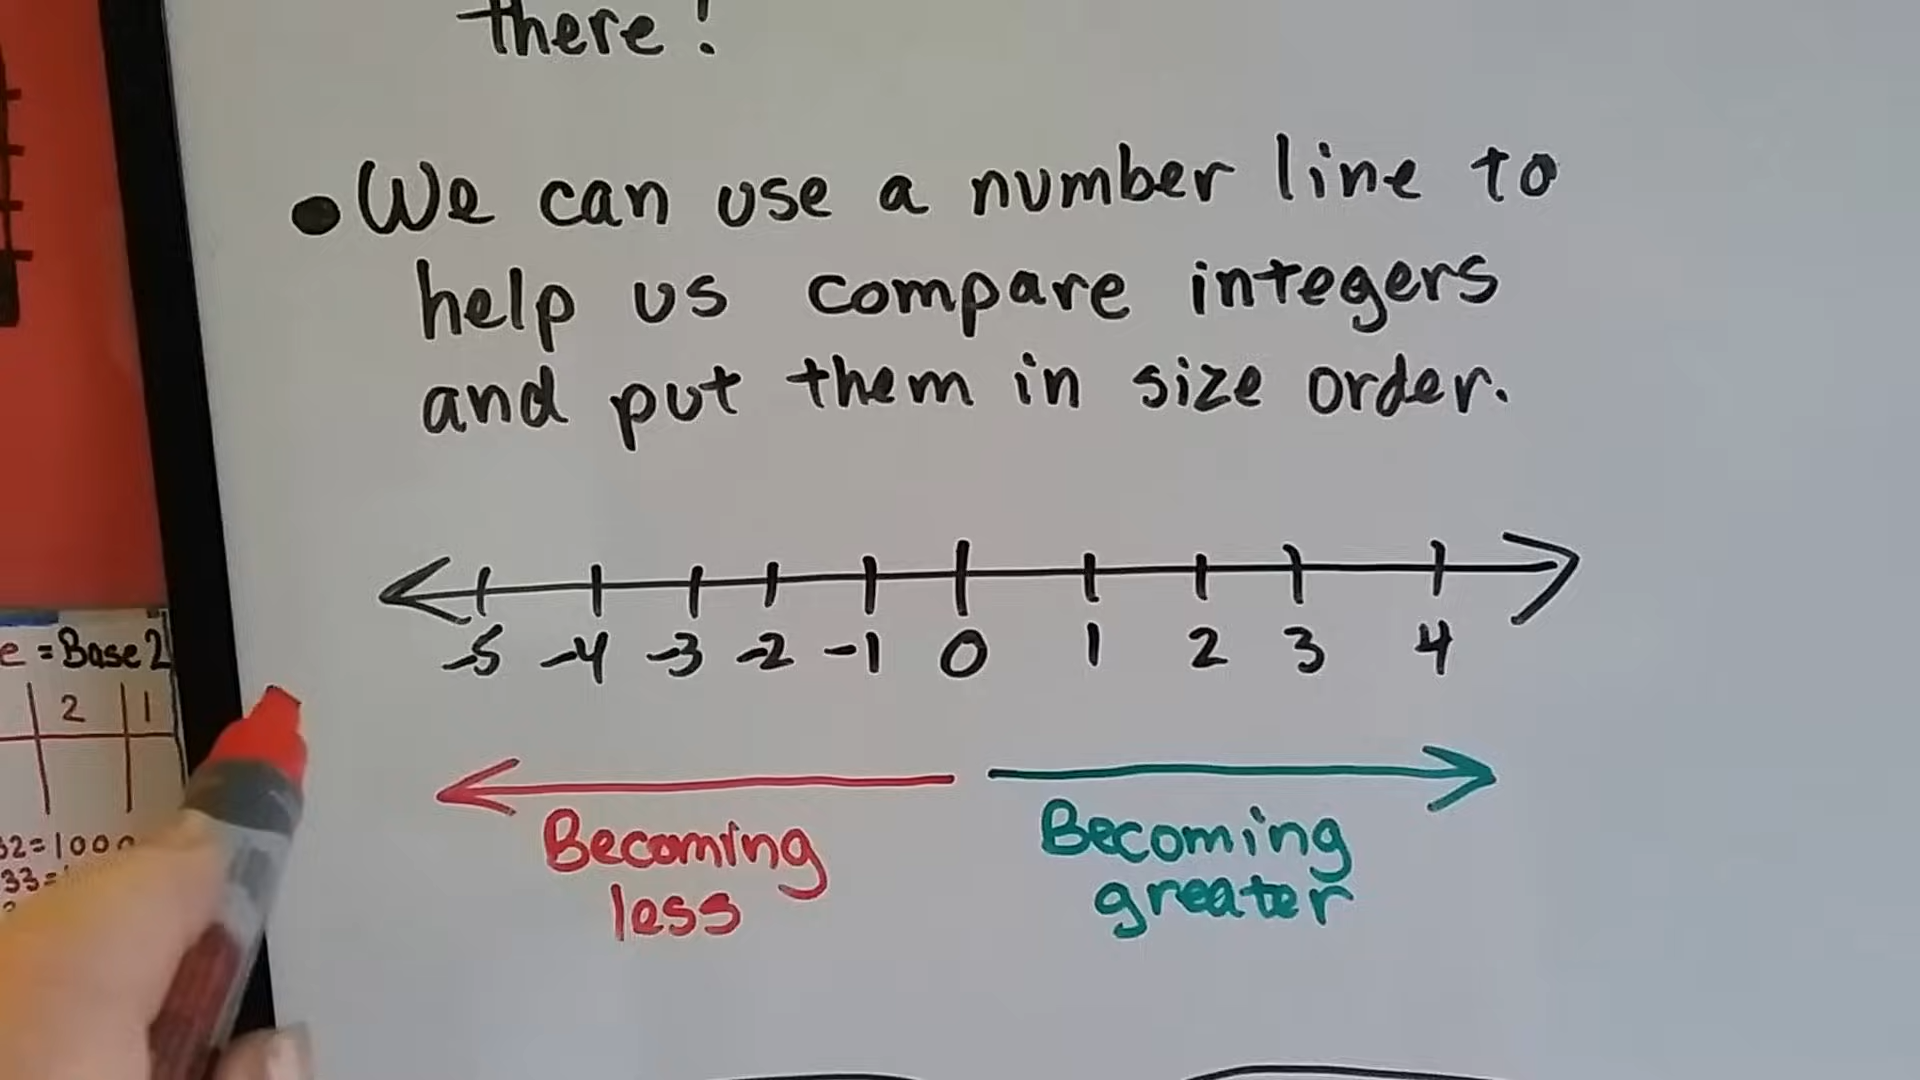 there!
• We can use a number line to
help us compare integers
and put them in size order.
-5 -4 -3 -2 -1 0 1 2 3 4
Becoming
less
Becoming
greater
e = Base 2
2 1
32=1000
33=